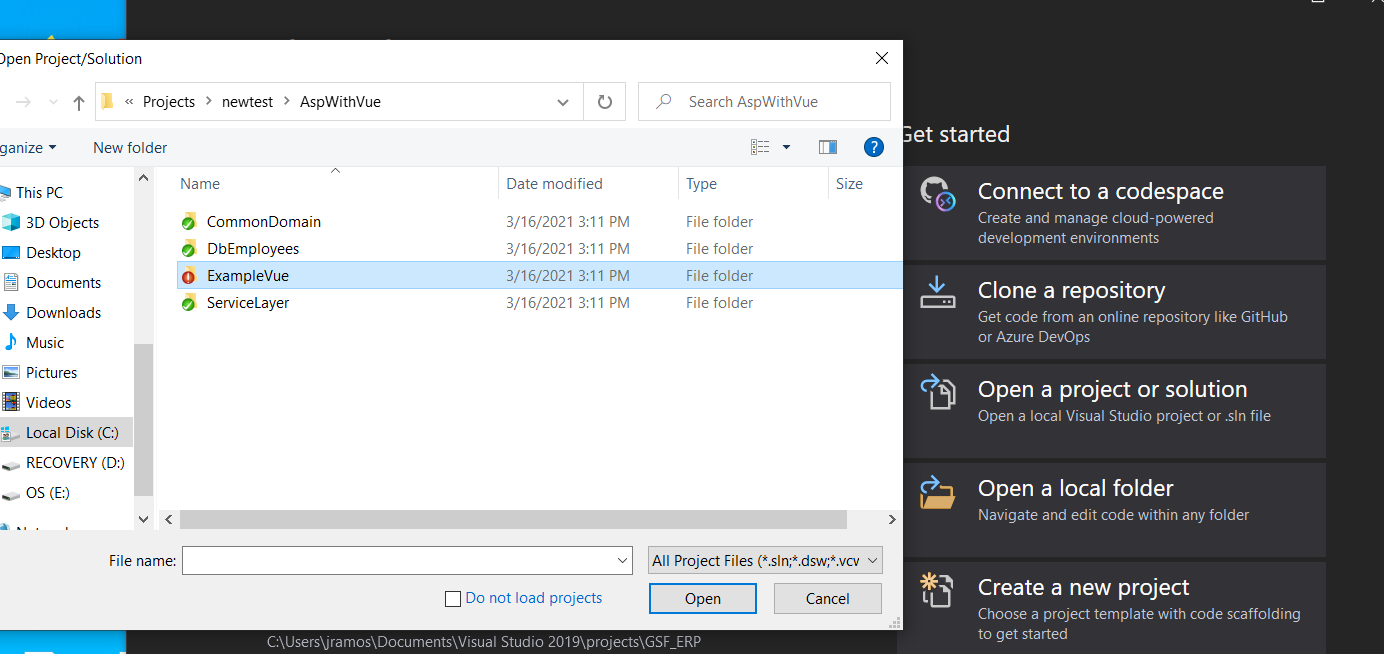 Open Project/Solution
« Projects > newtest > AspWithVue
Search AspWithVue
New folder
?
This PC
3D Objects
Desktop
Documents
Downloads
Music
Pictures
Videos
Local Disk (C:)
RECOVERY (D:)
OS (E:)
Name Date modified Type Size
CommonDomain 3/16/2021 3:11 PM File folder
DbEmployees 3/16/2021 3:11 PM File folder
ExampleVue 3/16/2021 3:11 PM File folder
ServiceLayer 3/16/2021 3:11 PM File folder
File name:
All Project Files (*.sln;*.dsw;*.vcv
Do not load projects
Open
Cancel
C:\Users\jramos\Documents\Visual Studio 2019\projects\GSF_ERP
Get started
Connect to a codespace
Create and manage cloud-powered
development environments
Clone a repository
Get code from an online repository like GitHub
or Azure DevOps
Open a project or solution
Open a local Visual Studio project or .sln file
Open a local folder
Navigate and edit code within any folder
Create a new project
Choose a project template with code scaffolding
to get started